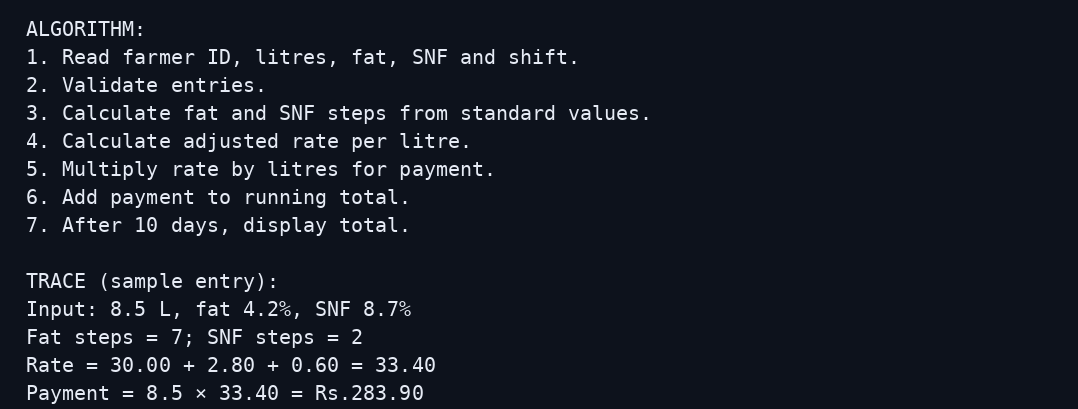 ALGORITHM:
1. Read farmer ID, litres, fat, SNF and shift.
2. Validate entries.
3. Calculate fat and SNF steps from standard values.
4. Calculate adjusted rate per litre.
5. Multiply rate by litres for payment.
6. Add payment to running total.
7. After 10 days, display total.

TRACE (sample entry):
Input: 8.5 L, fat 4.2%, SNF 8.7%
Fat steps = 7; SNF steps = 2
Rate = 30.00 + 2.80 + 0.60 = 33.40
Payment = 8.5 × 33.40 = Rs.283.90